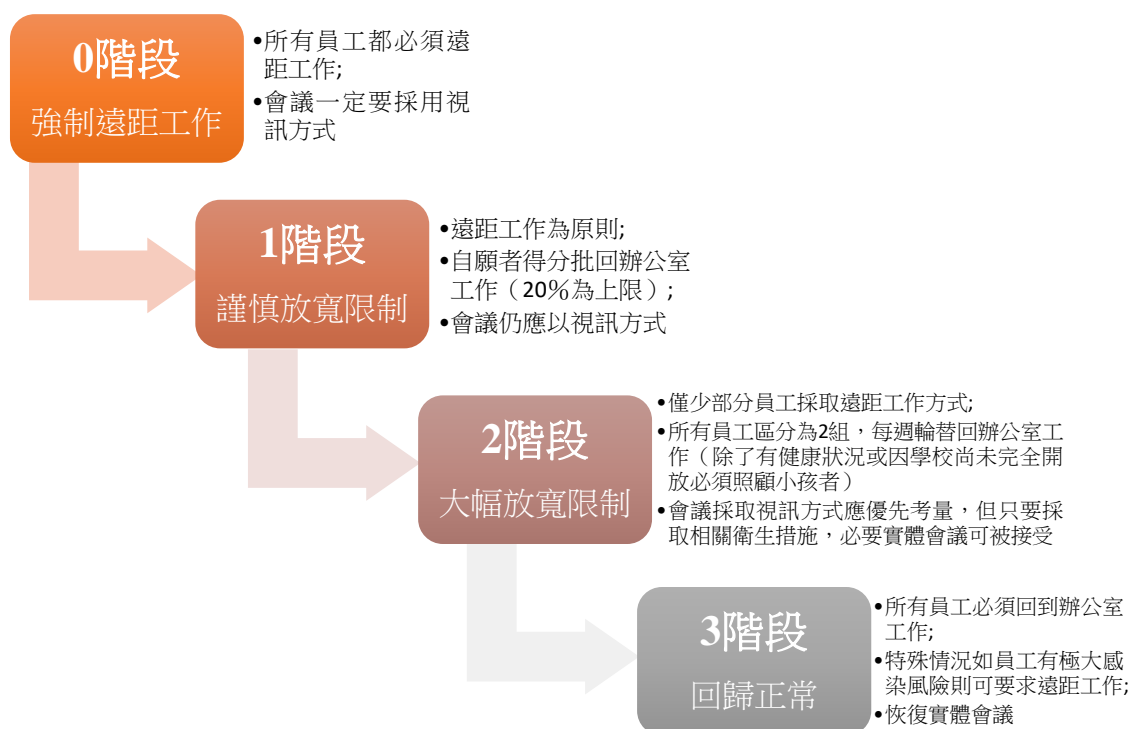 0階段
強制遠距工作
•所有員工都必須遠
距工作;
•會議一定要採用視
訊方式
1階段
謹慎放寬限制
•遠距工作為原則;
•自願者得分批回辦公室
工作（20%為上限）;
•會議仍應以視訊方式
2階段
大幅放寬限制
•僅少部分員工採取遠距工作方式;
•所有員工區分為2組，每週輪替回辦公室工
作（除了有健康狀況或因學校尚未完全開
放必須照顧小孩者）
•會議採取視訊方式應優先考量，但只要採
取相關衛生措施，必要實體會議可被接受
3階段
回歸正常
•所有員工必須回到辦公室
工作;
•特殊情況如員工有極大感
染風險則可要求遠距工作;
•恢復實體會議